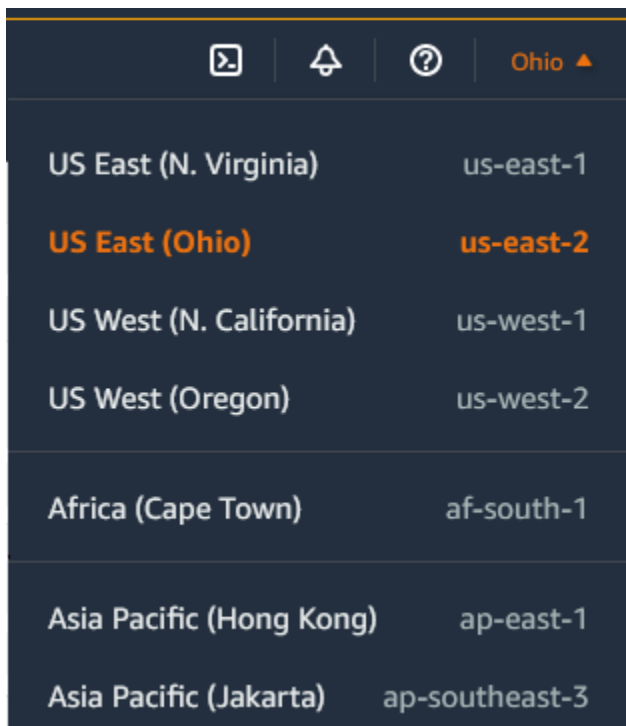 Ohio ▲
US East (N. Virginia) us-east-1
US East (Ohio) us-east-2
US West (N. California) us-west-1
US West (Oregon) us-west-2
Africa (Cape Town) af-south-1
Asia Pacific (Hong Kong) ap-east-1
Asia Pacific (Jakarta) ap-southeast-3